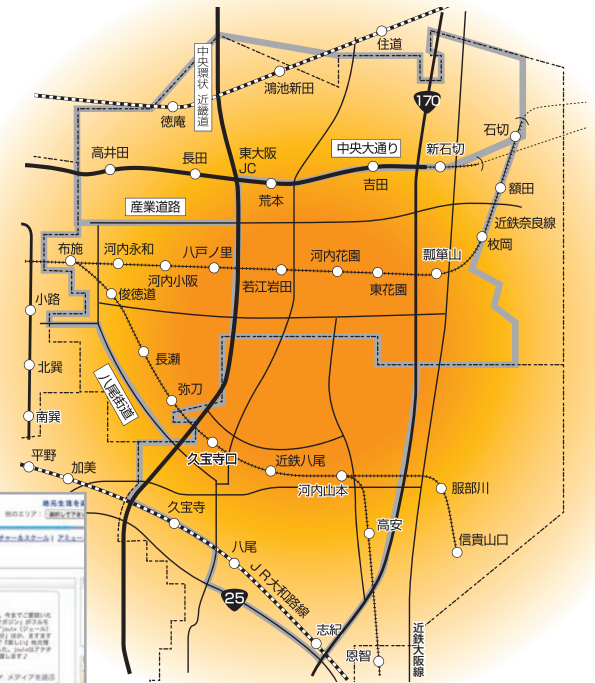 住道
中央環状 近畿道
鴻池新田
徳庵
170
石切
中央大通り
新石切
高井田
長田
東大阪
JC
荒本
吉田
額田
産業道路
近鉄奈良線
枚岡
布施
河内永和
八戸ノ里
河内花園
瓢箪山
河内小阪
若江岩田
東花園
小路
俊徳道
北巽
長瀬
八尾街道
弥刀
南巽
平野
加美
久宝寺口
近鉄八尾
河内山本
服部川
久宝寺
高安
信貴山口
八尾
JR大和路線
25
志紀
恩智
近鉄大阪線